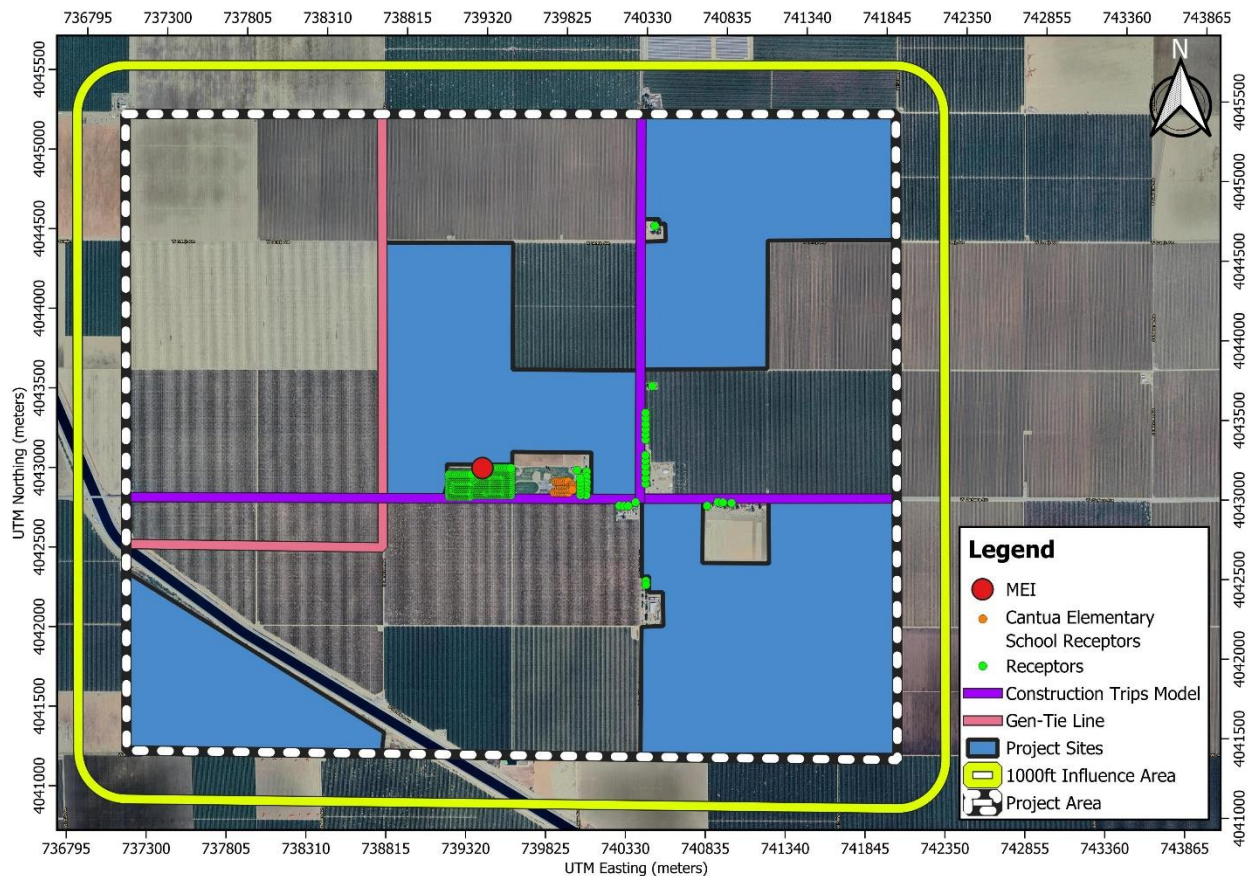 736795 737300 737805 738310 738815 739320 739825 740330 740835 741340 741845 742350 742855 743360 743865
N
UTM Northing (meters)
4045500
4045000
4044500
4044000
4043500
4043000
4042500
4042000
4041500
4041000
4045500
4045000
4044500
4044000
4043500
4043000
4042500
4042000
4041500
4041000
Legend
MEI
Cantua Elementary
School Receptors
Receptors
Construction Trips Model
Gen-Tie Line
Project Sites
1000ft Influence Area
Project Area
736795 737300 737805 738310 738815 739320 739825 740330 740835 741340 741845 742350 742855 743360 743865
UTM Easting (meters)